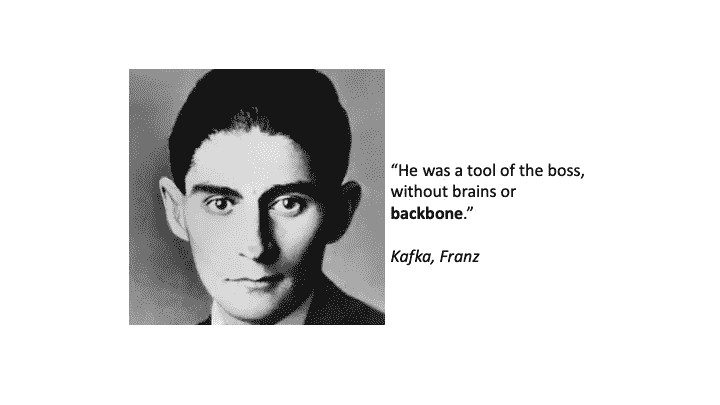 “He was a tool of the boss,
without brains or
backbone.”
Kafka, Franz